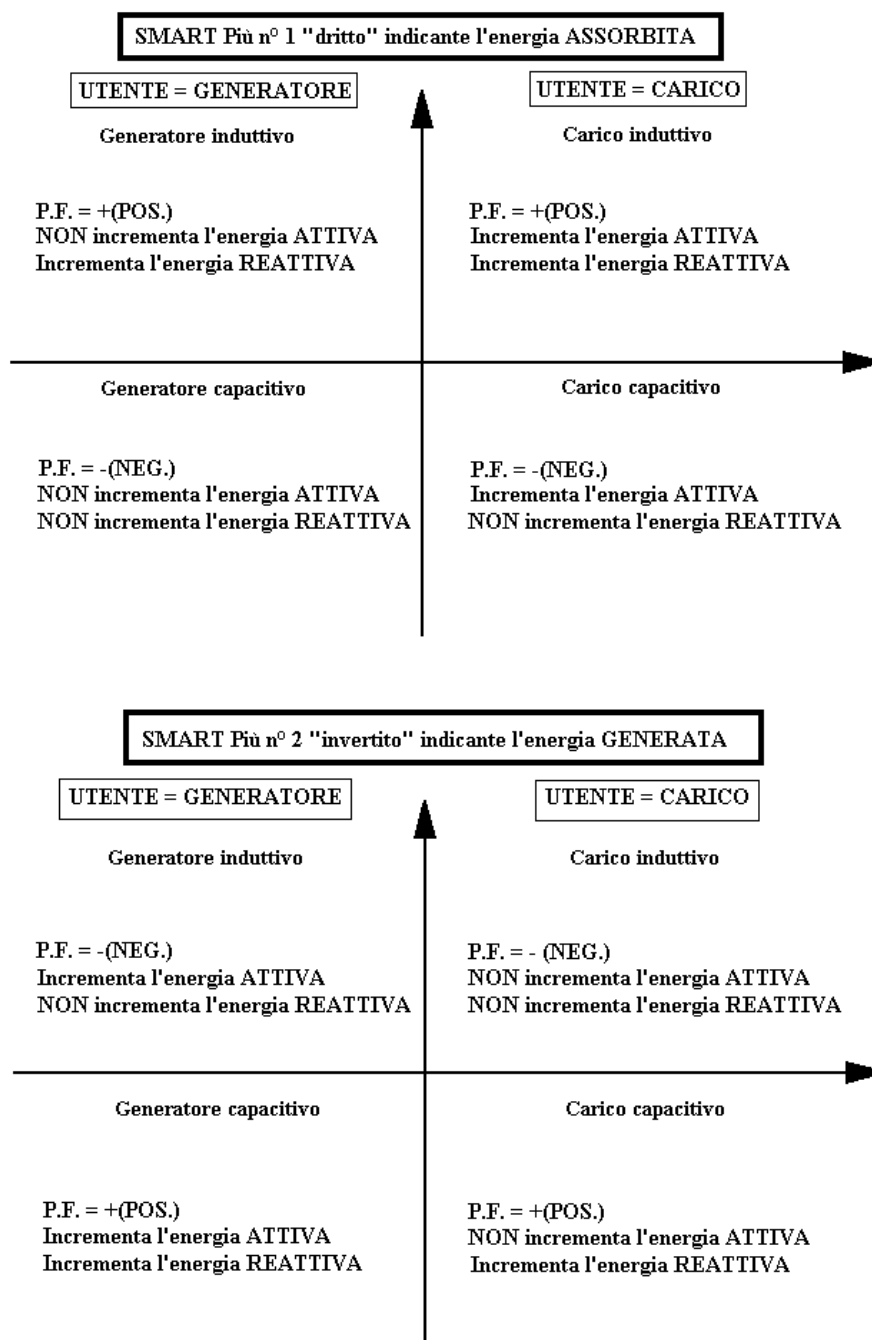 SMART Più n° 1 "dritto" indicante l'energia ASSORBITA
UTENTE = GENERATORE
UTENTE = CARICO
Generatore induttivo
Carico induttivo
P.F. = +(POS.)
NON incrementa l'energia ATTIVA
Incrementa l'energia REATTIVA
P.F. = +(POS.)
Incrementa l'energia ATTIVA
Incrementa l'energia REATTIVA
Generatore capacitivo
Carico capacitivo
P.F. = -(NEG.)
NON incrementa l'energia ATTIVA
NON incrementa l'energia REATTIVA
P.F. = -(NEG.)
Incrementa l'energia ATTIVA
NON incrementa l'energia REATTIVA
SMART Più n° 2 "invertito" indicante l'energia GENERATA
UTENTE = GENERATORE
UTENTE = CARICO
Generatore induttivo
Carico induttivo
P.F. = -(NEG.)
Incrementa l'energia ATTIVA
NON incrementa l'energia REATTIVA
P.F. = - (NEG.)
NON incrementa l'energia ATTIVA
NON incrementa l'energia REATTIVA
Generatore capacitivo
Carico capacitivo
P.F. = +(POS.)
Incrementa l'energia ATTIVA
Incrementa l'energia REATTIVA
P.F. = +(POS.)
NON incrementa l'energia ATTIVA
Incrementa l'energia REATTIVA